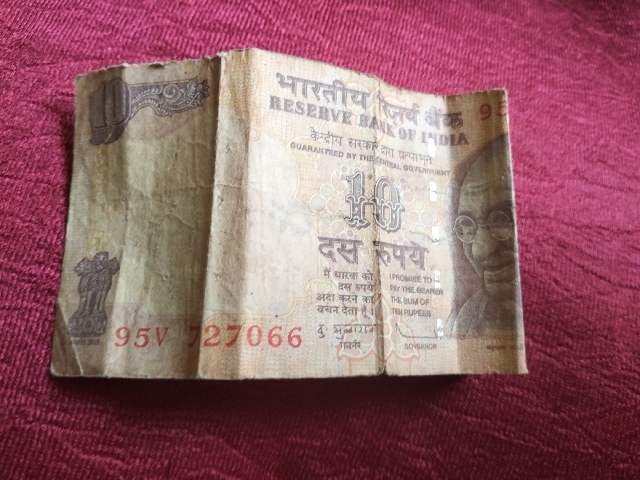 10
भारतीय रिज़र्व बैंक
RESERVE BANK OF INDIA
95
केन्द्रीय सरकार द्वारा प्रत्याभूत
GUARANTEED BY THE CENTRAL GOVERNMENT
10
दस रुपये
मैं धारक को
दस रुपये
अदा करने का
वचन देता हूँ।
I PROMISE TO
PAY THE BEARER
THE SUM OF
TEN RUPEES
गवर्नर
GOVERNOR
95V 727066